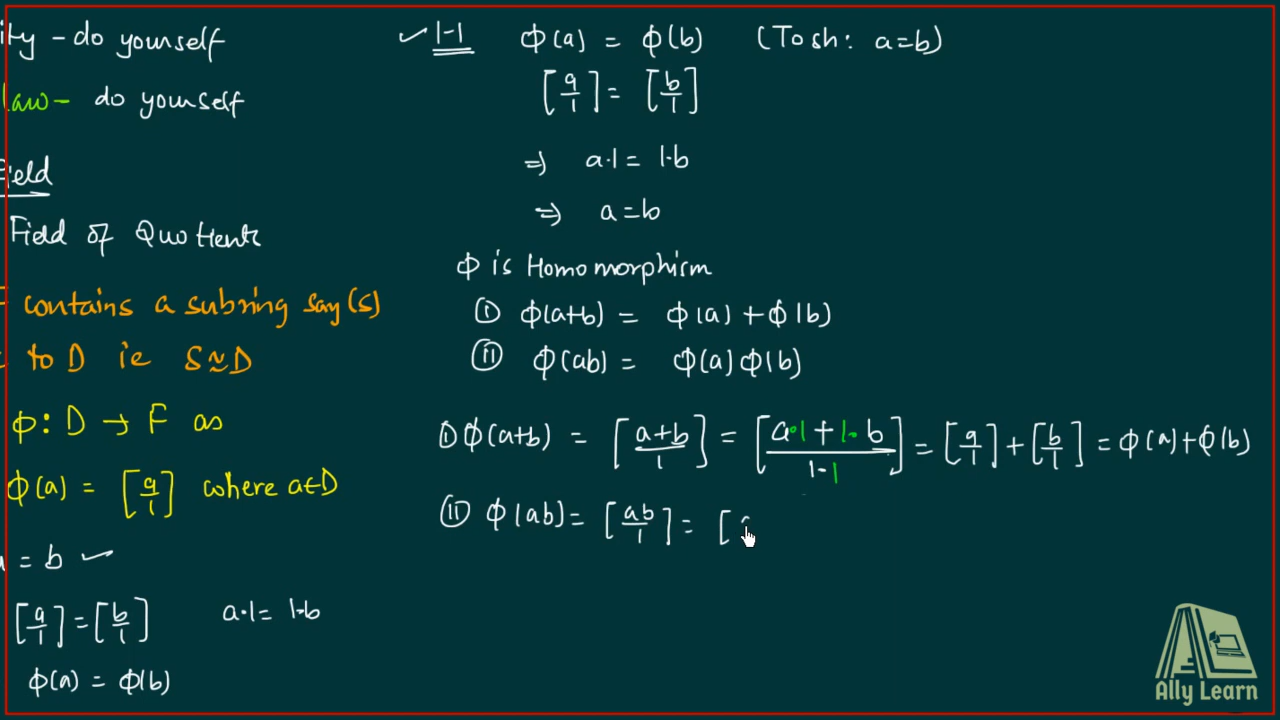 ity - do yourself
law - do yourself
Field
Field of Quotients
contains a subring say (S)
to D ie S≅D
φ: D → F as
φ(a) = [a/1] where a∈D
a = b ✓
[a/1] = [b/1] a·1 = 1·b
φ(a) = φ(b)
✓ 1-1 φ(a) = φ(b) (To sh: a=b)
[a/1] = [b/1]
⇒ a·1 = 1·b
⇒ a=b
φ is Homomorphism
(i) φ(a+b) = φ(a) + φ(b)
(ii) φ(ab) = φ(a) φ(b)
(i) φ(a+b) = [a+b/1] = [a·1 + 1·b/1·1] = [a/1] + [b/1] = φ(a) + φ(b)
(ii) φ(ab) = [ab/1] = [
Ally Learn